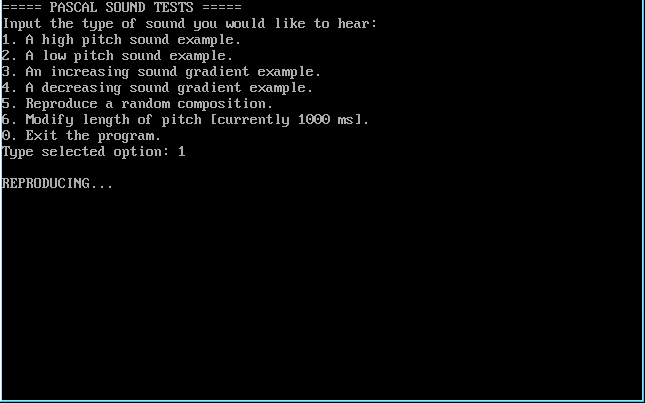 ===== PASCAL SOUND TESTS =====
Input the type of sound you would like to hear:
1. A high pitch sound example.
2. A low pitch sound example.
3. An increasing sound gradient example.
4. A decreasing sound gradient example.
5. Reproduce a random composition.
6. Modify length of pitch [currently 1000 ms].
0. Exit the program.
Type selected option: 1
REPRODUCING...